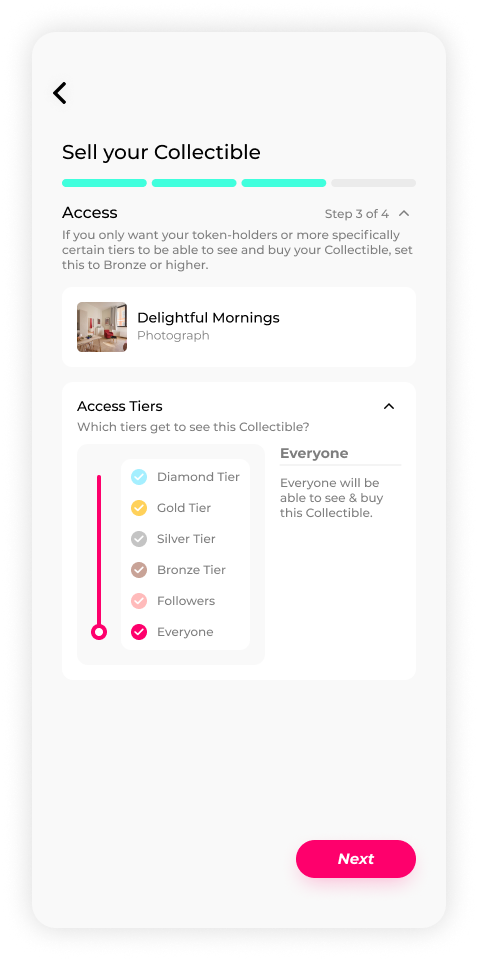 Sell your Collectible
Access
Step 3 of 4
If you only want your token-holders or more specifically
certain tiers to be able to see and buy your Collectible, set
this to Bronze or higher.
Delightful Mornings
Photograph
Access Tiers
Which tiers get to see this Collectible?
Diamond Tier
Gold Tier
Silver Tier
Bronze Tier
Followers
Everyone
Everyone
Everyone will be
able to see & buy
this Collectible.
Next